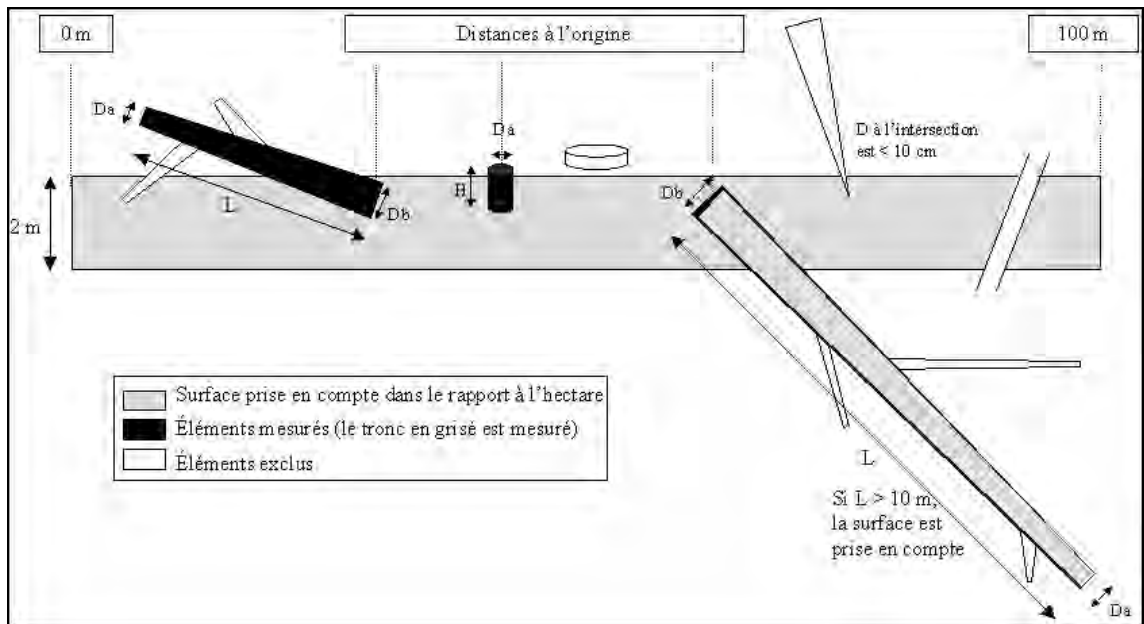 0 m
Distances à l'origine
100 m
Da
Da
D à l'intérsection
est < 10 cm
H
Db
Db
L
2 m
Surface prise en compte dans le rapport à l'hectare
Éléments mesurés (le tronc en grisé est mesuré)
Éléments exclus
L
Si L > 10 m,
la surface est
prise en compte
Da